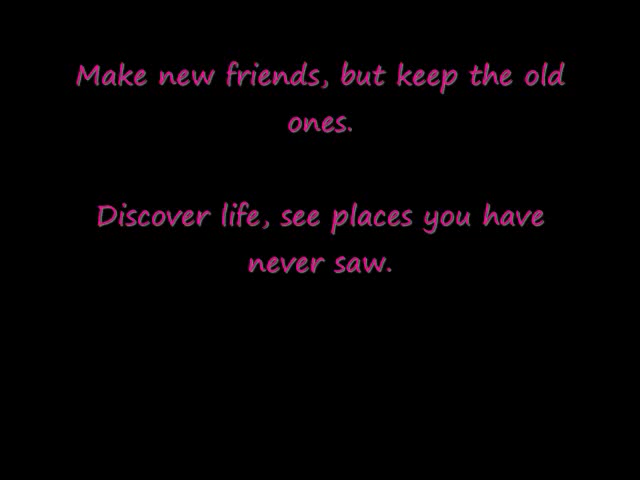 Make new friends, but keep the old
ones.
Discover life, see places you have
never saw.